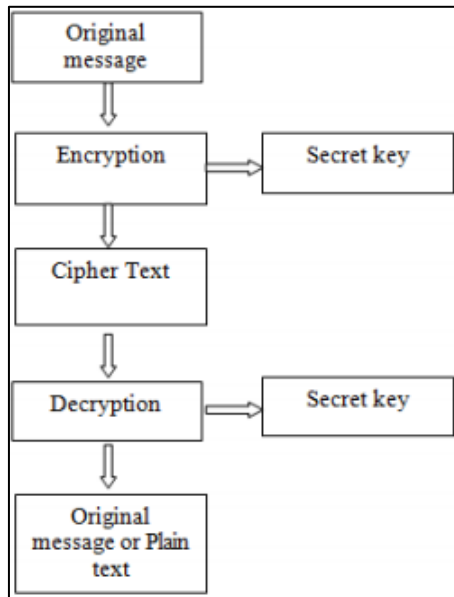 Original
message
Encryption
Secret key
Cipher Text
Decryption
Secret key
Original
message or Plain
text